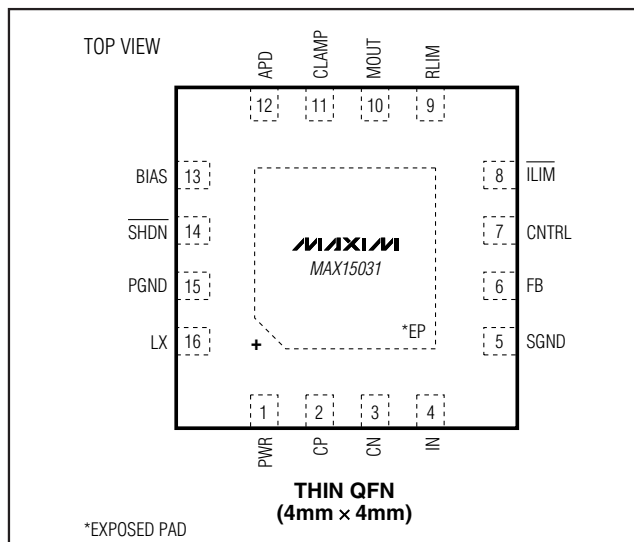 TOP VIEW
APD
CLAMP
MOUT
RLIM
12
11
10
9
BIAS 13
8 I̅L̅I̅M̅
S̅H̅D̅N̅ 14
7 CNTRL
PGND 15
6 FB
LX 16
5 SGND
MAXIM
MAX15031
*EP
+
1
2
3
4
PWR
CP
CN
IN
THIN QFN
(4mm × 4mm)
*EXPOSED PAD